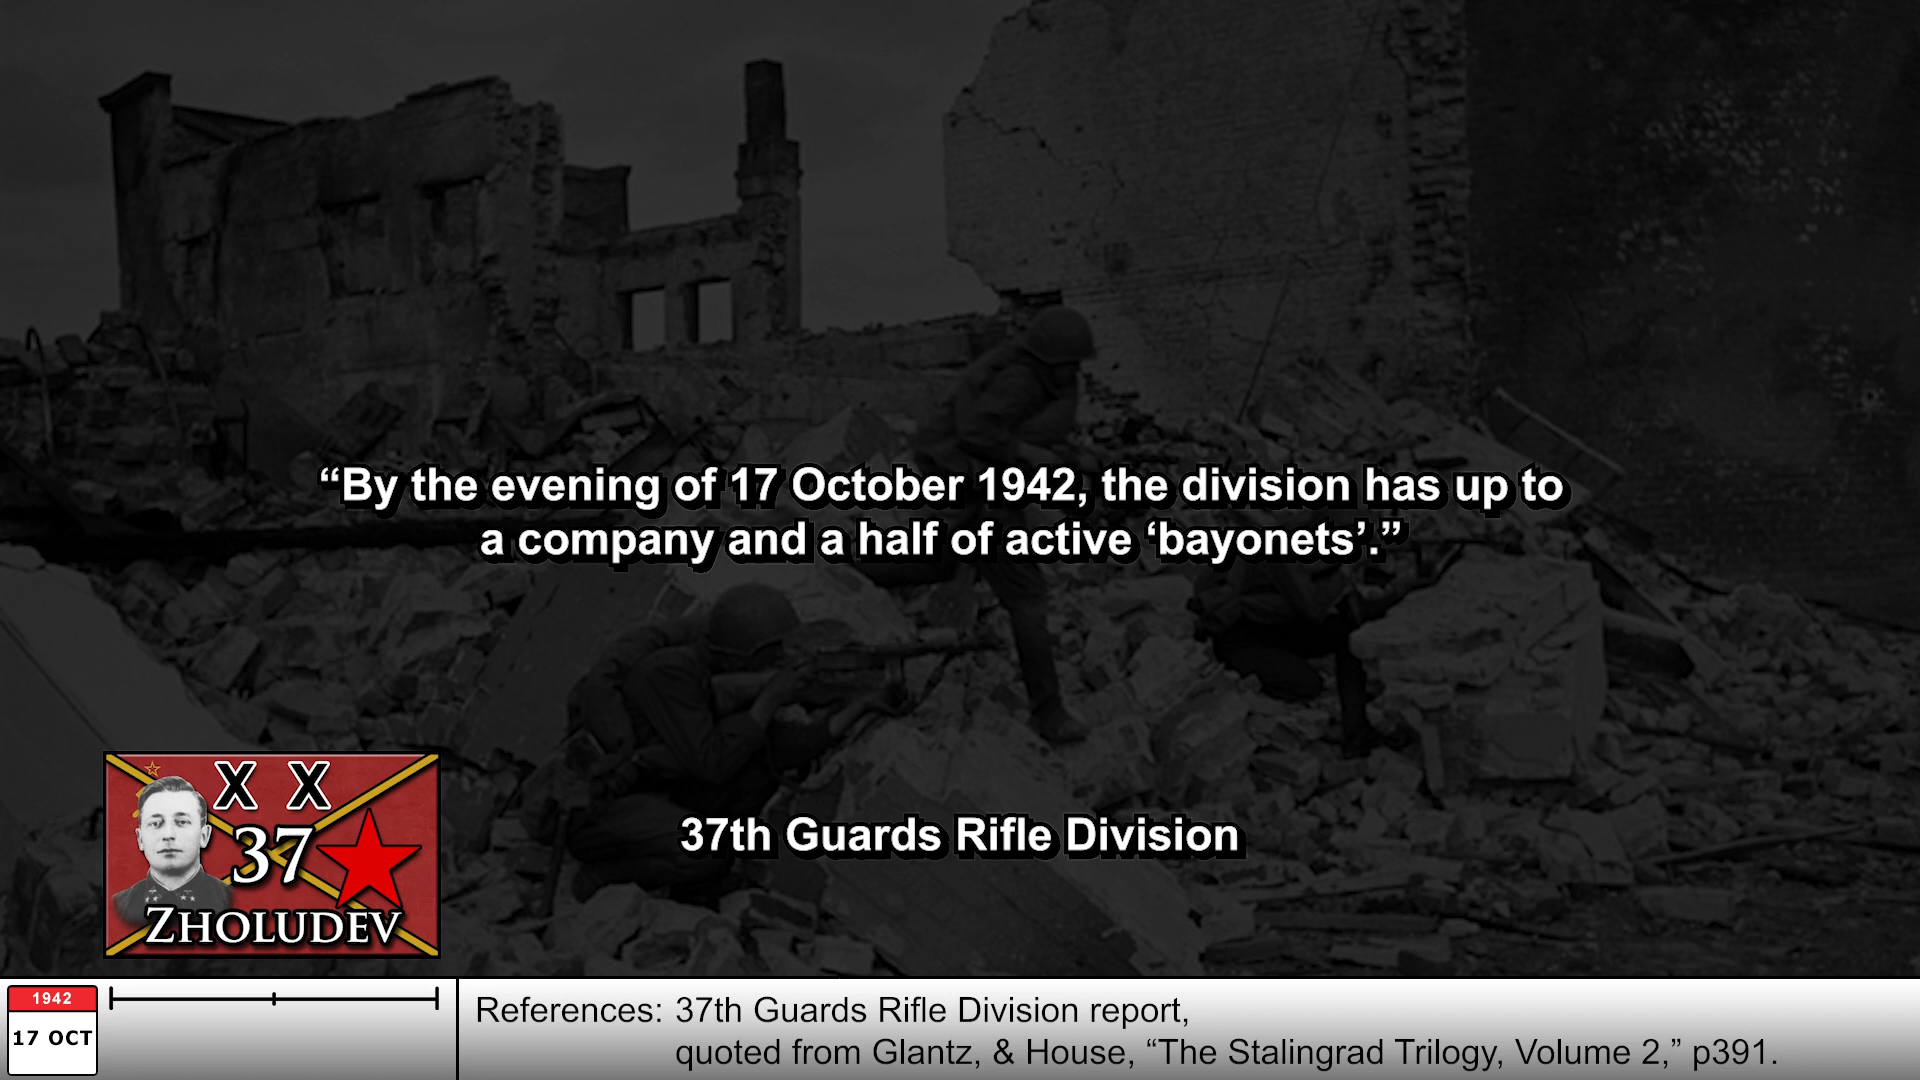 “By the evening of 17 October 1942, the division has up to
a company and a half of active ‘bayonets’.”
X X
37
ZHOLUDEV
37th Guards Rifle Division
1942
17 OCT
References: 37th Guards Rifle Division report,
quoted from Glantz, & House, “The Stalingrad Trilogy, Volume 2,” p391.